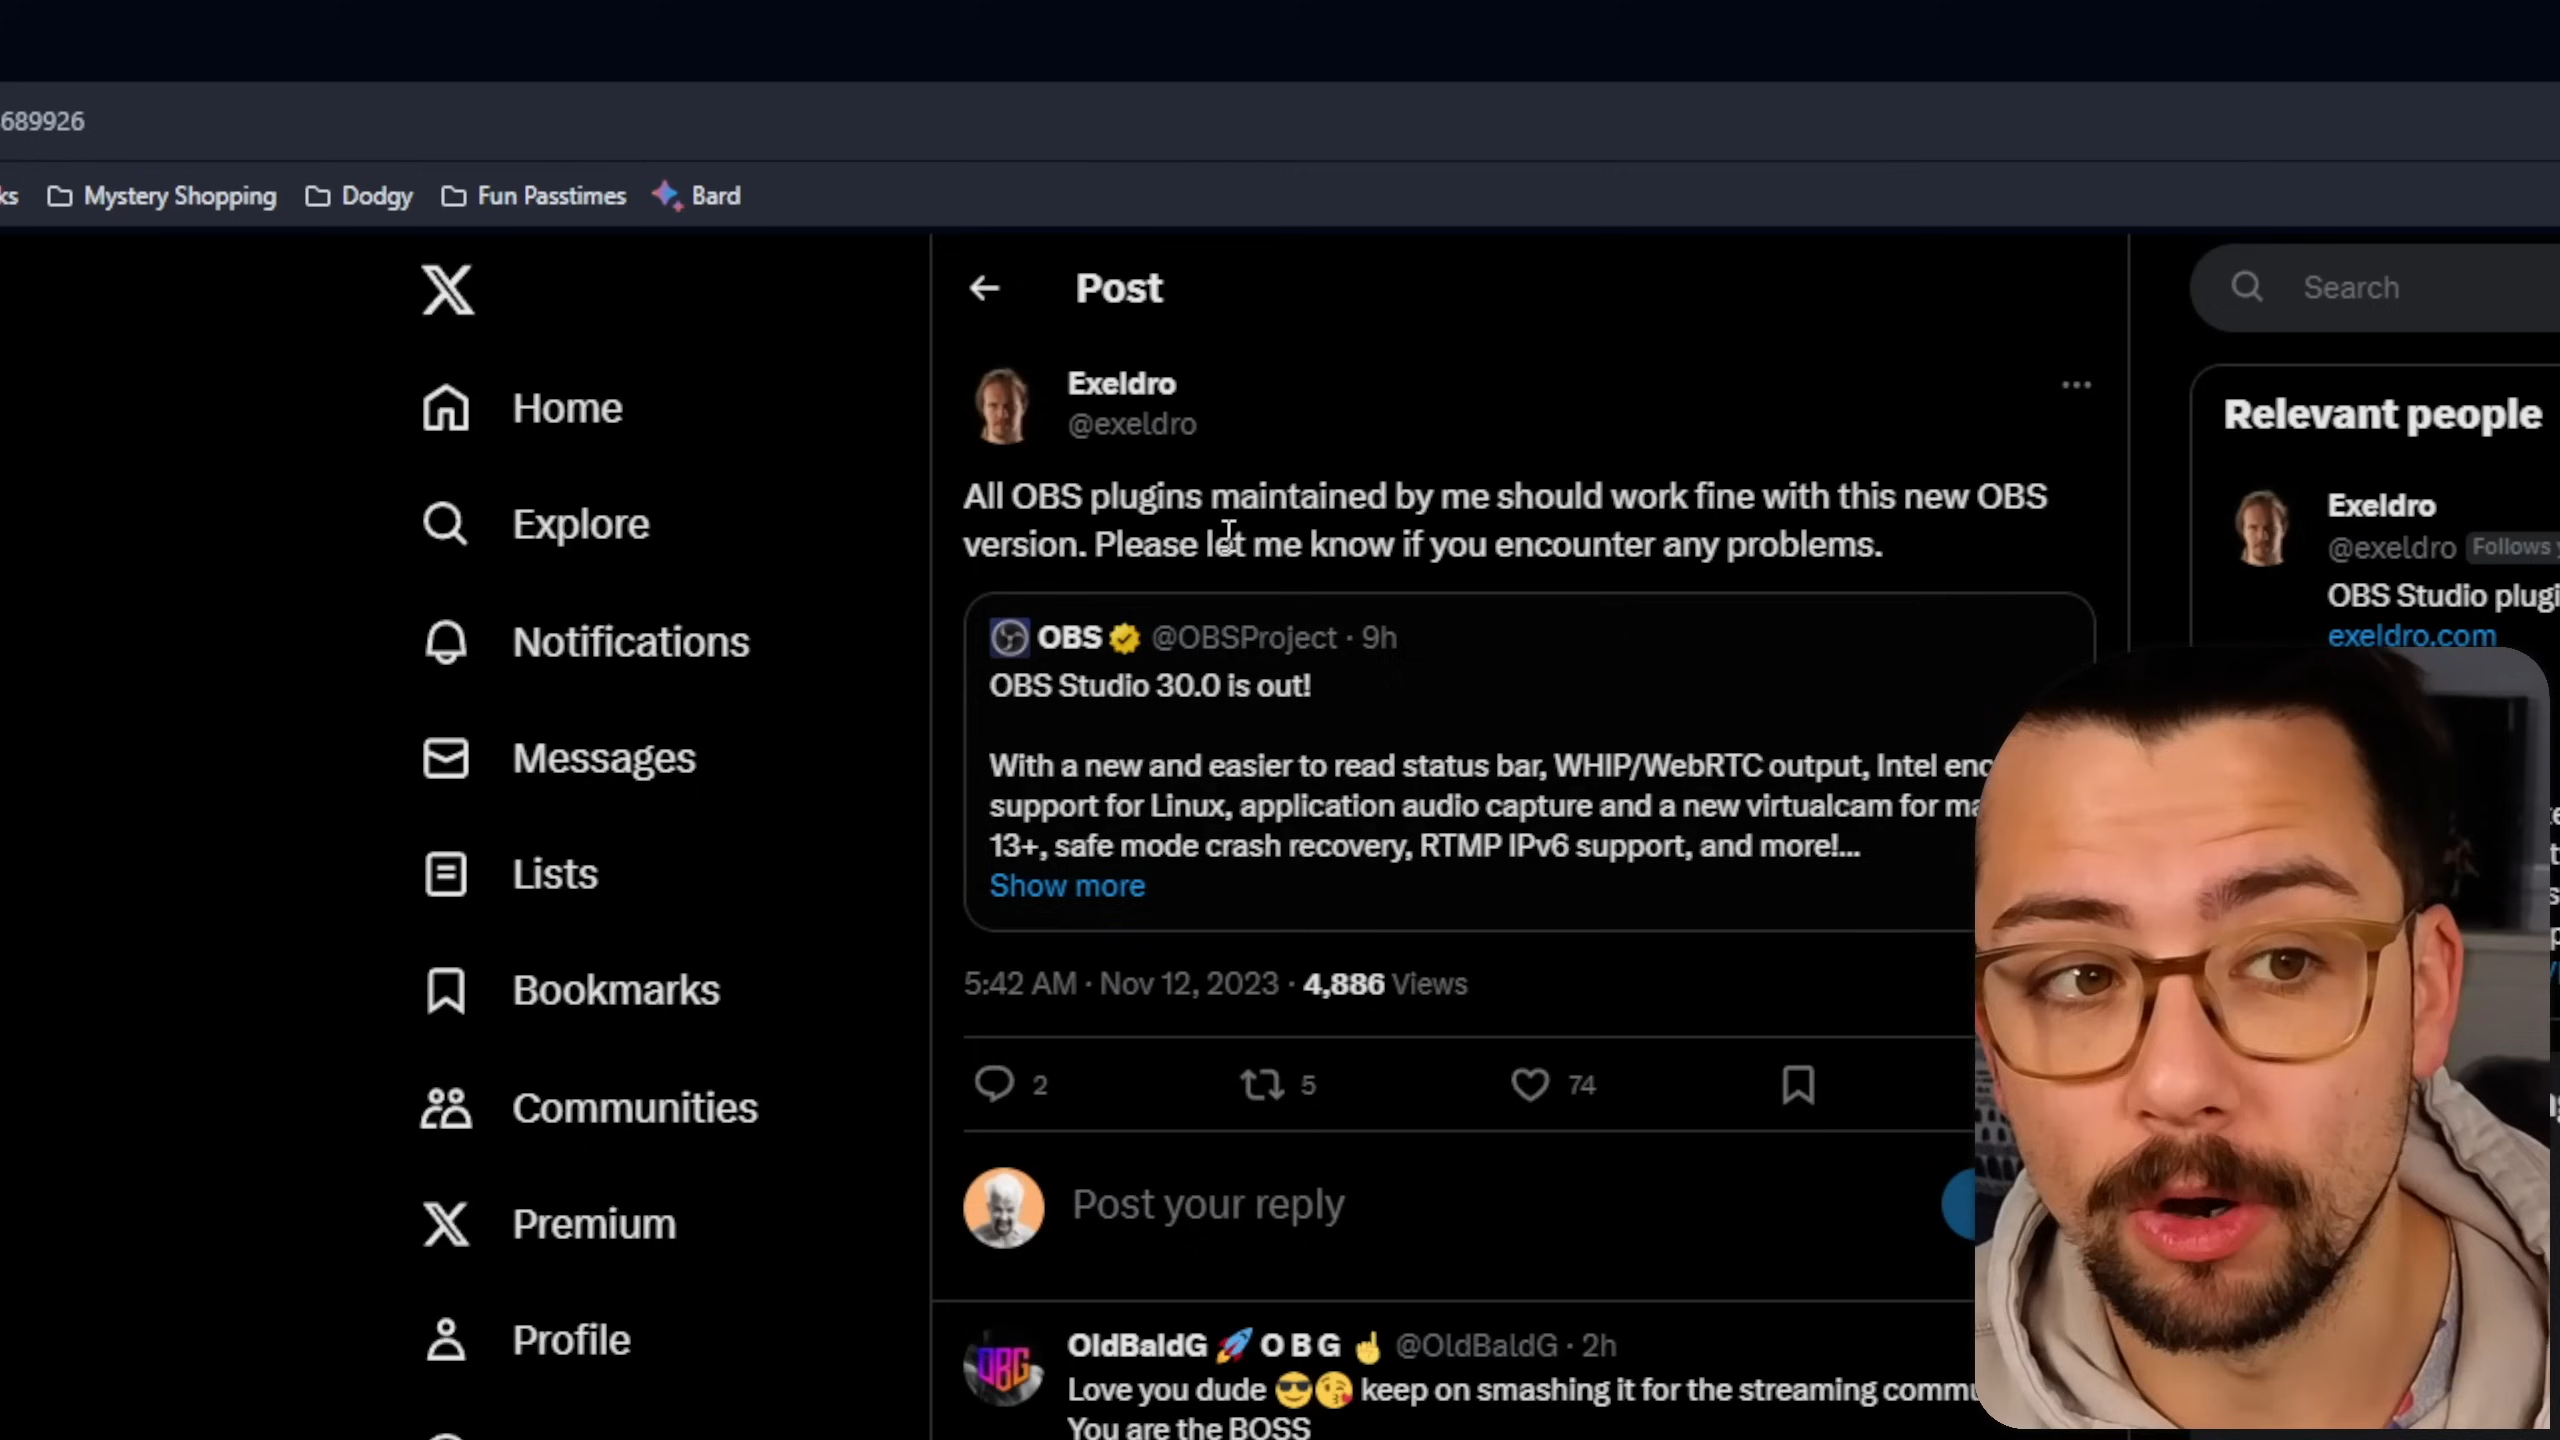 689926
ks Mystery Shopping Dodgy Fun Passtimes Bard
Post
Search
Home
Explore
Notifications
Messages
Lists
Bookmarks
Communities
Premium
Profile
Exeldro
@exeldro
All OBS plugins maintained by me should work fine with this new OBS
version. Please let me know if you encounter any problems.
OBS @OBSProject · 9h
OBS Studio 30.0 is out!
With a new and easier to read status bar, WHIP/WebRTC output, Intel enc
support for Linux, application audio capture and a new virtualcam for ma
13+, safe mode crash recovery, RTMP IPv6 support, and more!...
Show more
5:42 AM · Nov 12, 2023 · 4,886 Views
2 5 74
Post your reply
OldBaldG 🚀 O B G ☝ @OldBaldG · 2h
Love you dude 😎😘 keep on smashing it for the streaming commu
You are the BOSS
OBG
Relevant people
Exeldro
@exeldro Follows
OBS Studio plugi
exeldro.com